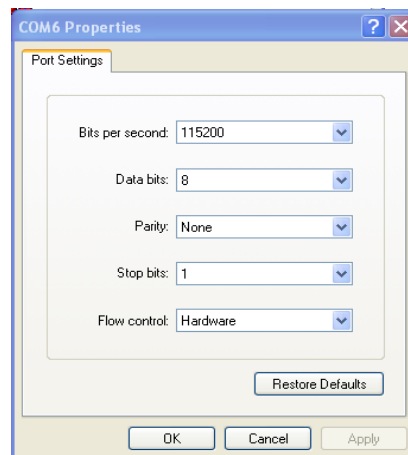 COM6 Properties
Port Settings
Bits per second: 115200
Data bits: 8
Parity: None
Stop bits: 1
Flow control: Hardware
Restore Defaults
OK Cancel Apply